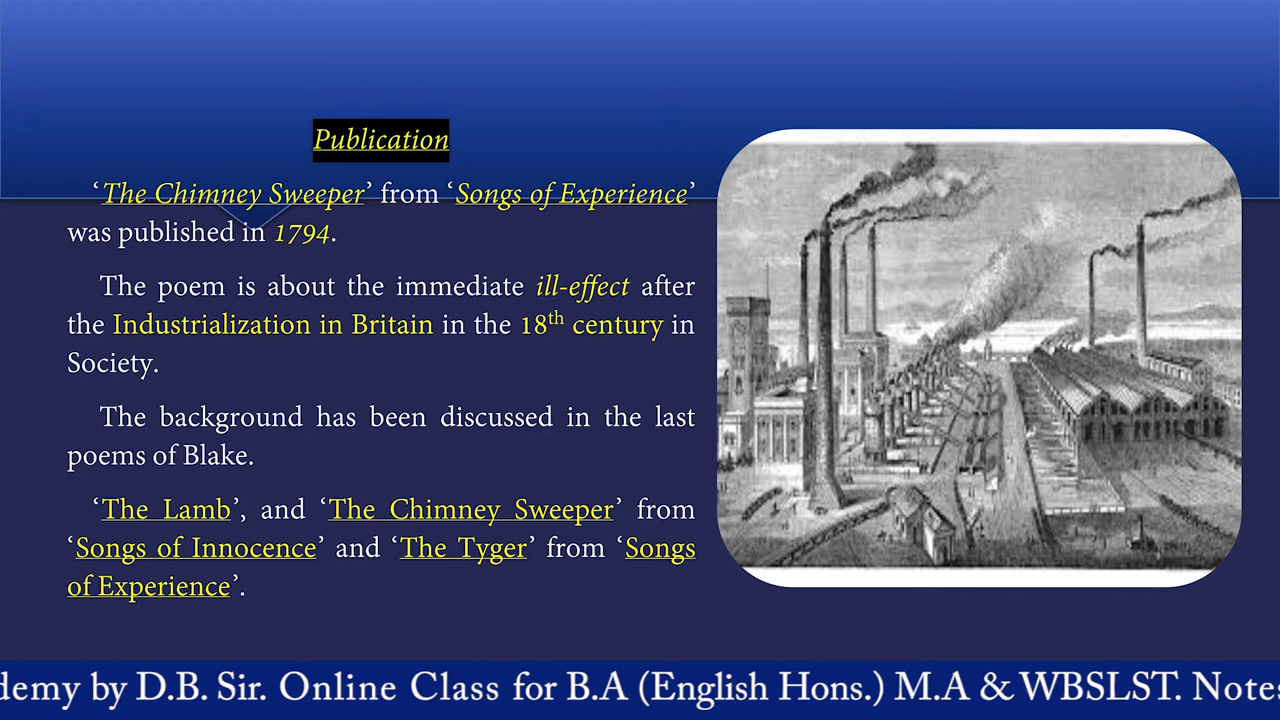 Publication
‘The Chimney Sweeper’ from ‘Songs of Experience’
was published in 1794.
The poem is about the immediate ill-effect after
the Industrialization in Britain in the 18th century in
Society.
The background has been discussed in the last
poems of Blake.
‘The Lamb’, and ‘The Chimney Sweeper’ from
‘Songs of Innocence’ and ‘The Tyger’ from ‘Songs
of Experience’.
demy by D.B. Sir. Online Class for B.A (English Hons.) M.A & WBSLST. Notes